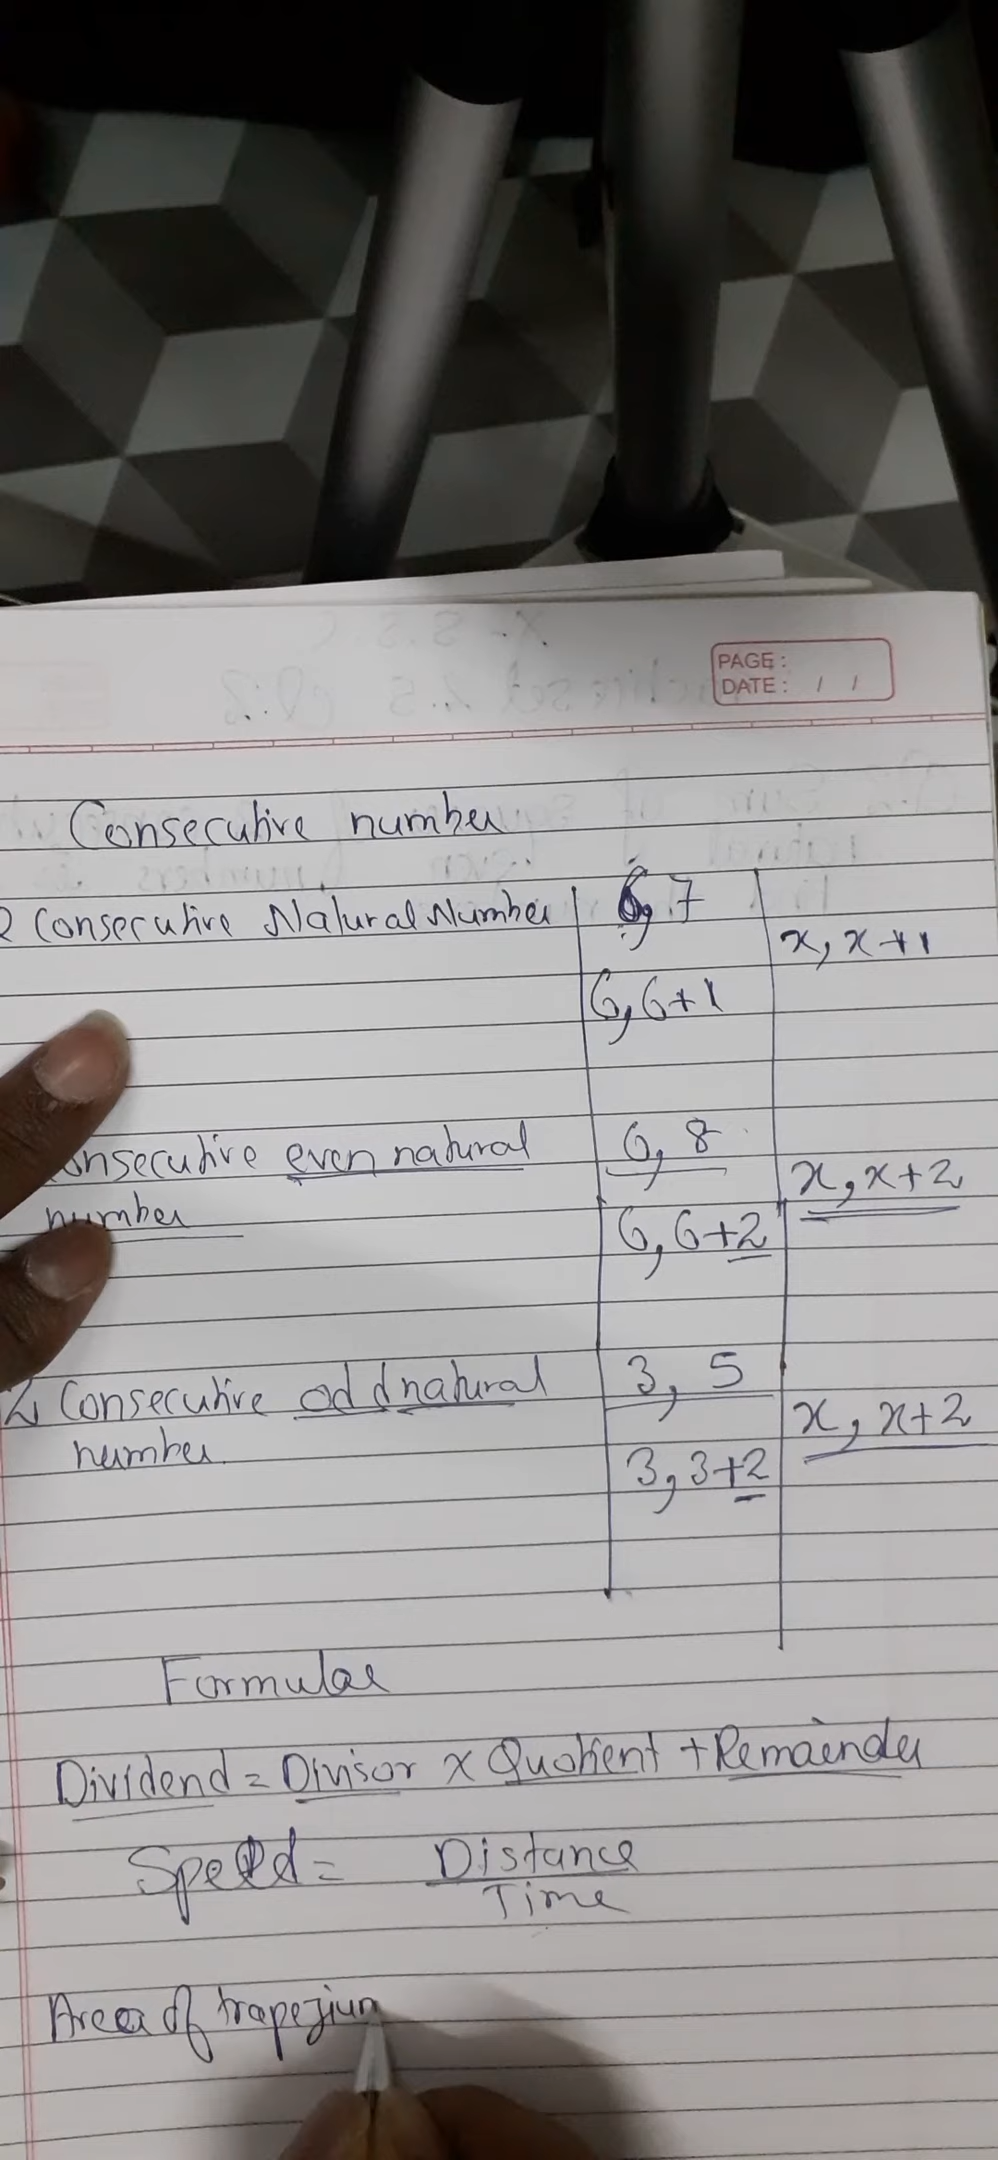 PAGE :
DATE : / /
Consecutive number
2 Consecutive Natural Number 6, 7 x, x+1
6, 6+1
onsecutive even natural 6, 8 x, x+2
number 6, 6+2
2 Consecutive odd natural 3, 5 x, x+2
number. 3, 3+2
Formulae
Dividend = Divisor x Quotient + Remainder
Speed = Distance
Time
Area of trapezium